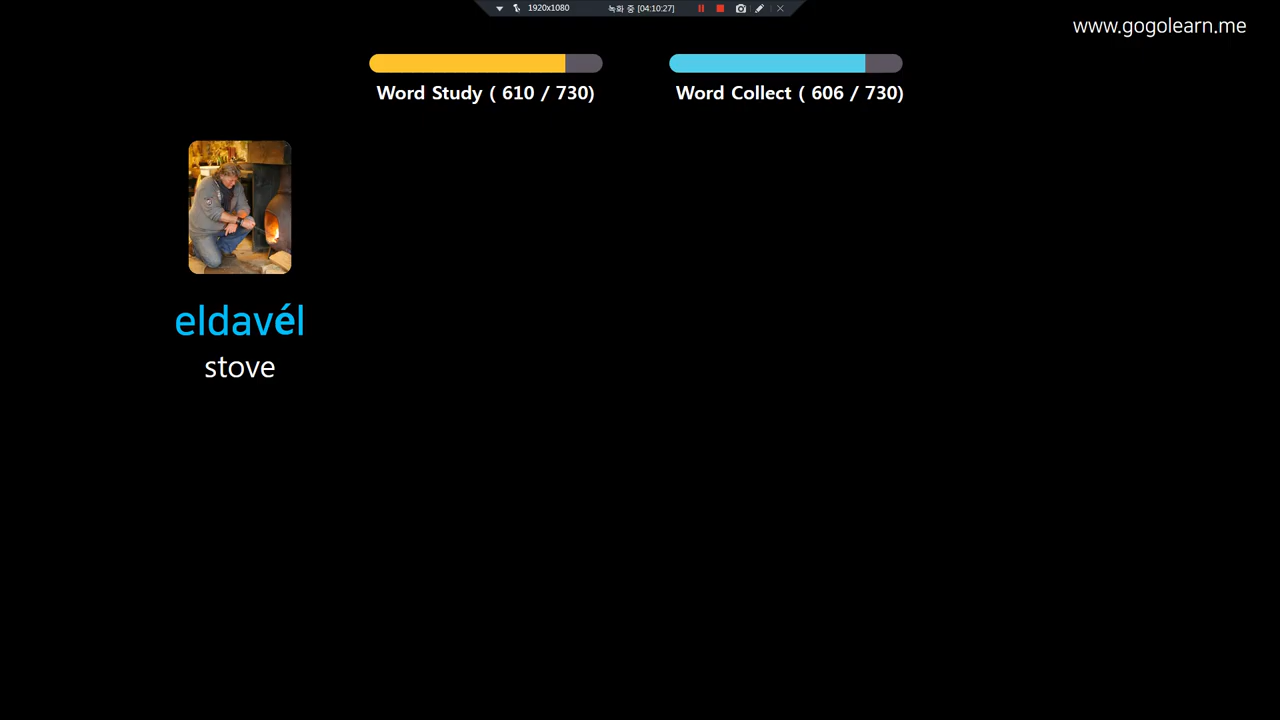 1920x1080 녹화 중 [04:10:27]
www.gogolearn.me
Word Study ( 610 / 730)
Word Collect ( 606 / 730)
eldavél
stove